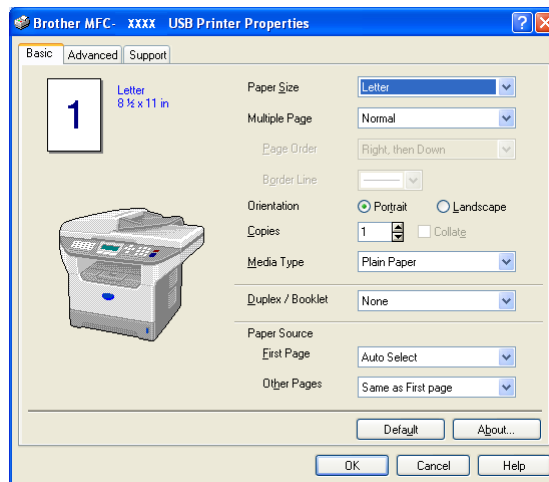 Brother MFC- XXXX USB Printer Properties
Basic Advanced Support
1
Letter
8 ½ x 11 in
Paper Size Letter
Multiple Page Normal
Page Order Right, then Down
Border Line
Orientation Portrait Landscape
Copies 1 Collate
Media Type Plain Paper
Duplex / Booklet None
Paper Source
First Page Auto Select
Other Pages Same as First page
Default About...
OK Cancel Help